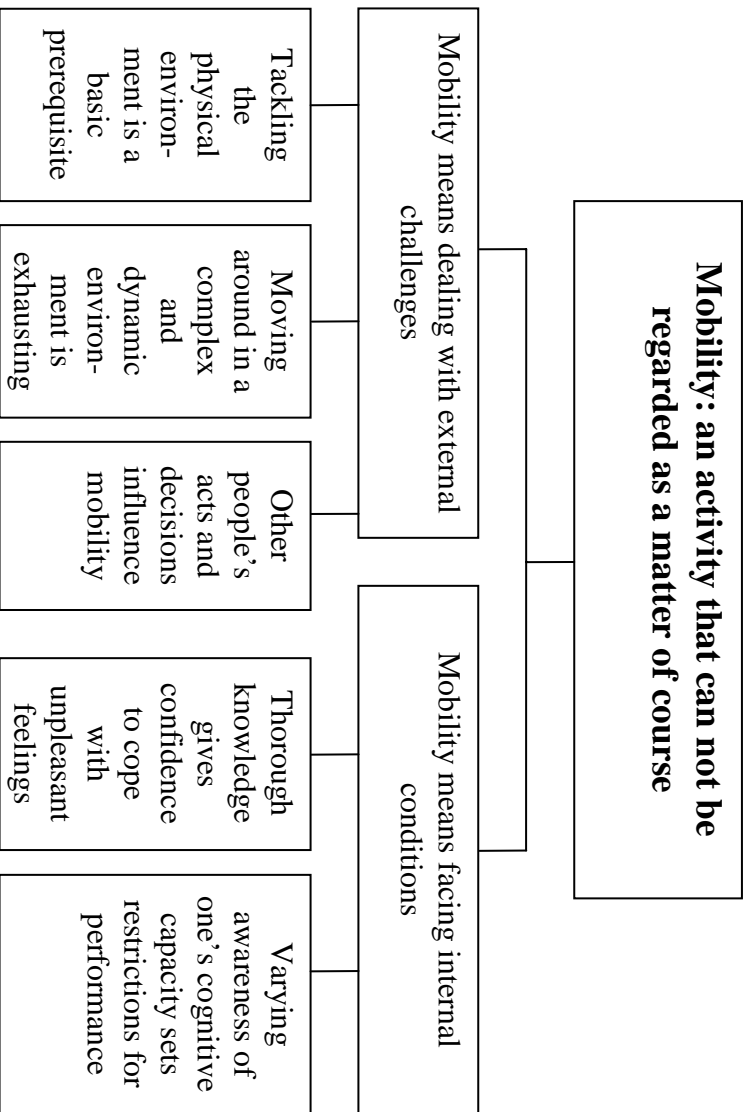 Mobility: an activity that can not be
regarded as a matter of course
Mobility means dealing with external
challenges
Mobility means facing internal
conditions
Tackling
the
physical
environ-
ment is a
basic
prerequisite
Moving
around in a
complex
and
dynamic
environ-
ment is
exhausting
Other
people’s
acts and
decisions
influence
mobility
Thorough
knowledge
gives
confidence
to cope
with
unpleasant
feelings
Varying
awareness of
one’s cognitive
capacity sets
restrictions for
performance